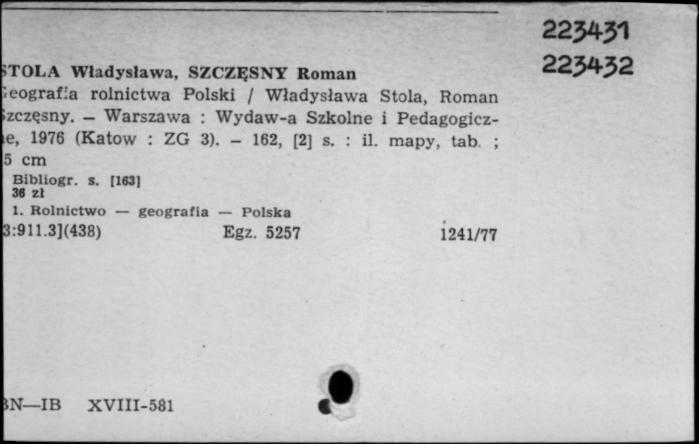 223431
223432
STOLA Władysława, SZCZĘSNY Roman
Geografia rolnictwa Polski / Władysława Stola, Roman
Szczęsny. — Warszawa : Wydaw-a Szkolne i Pedagogicz-
ne, 1976 (Katow : ZG 3). — 162, [2] s. : il. mapy, tab. ;
5 cm
Bibliogr. s. [163]
36 zł
1. Rolnictwo — geografia — Polska
3:911.3](438) Egz. 5257 1241/77
BN—IB XVIII-581